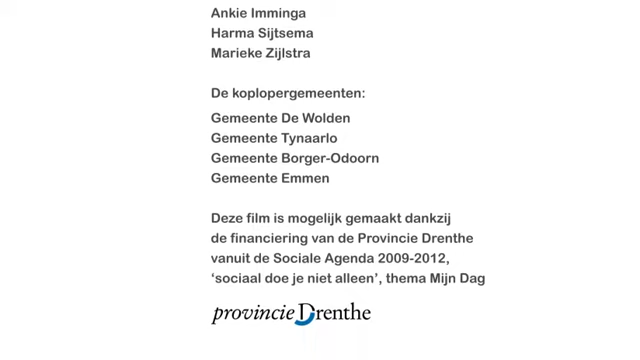 Ankie Imminga
Harma Sijtsema
Marieke Zijlstra
De koplopergemeenten:
Gemeente De Wolden
Gemeente Tynaarlo
Gemeente Borger-Odoorn
Gemeente Emmen
Deze film is mogelijk gemaakt dankzij
de financiering van de Provincie Drenthe
vanuit de Sociale Agenda 2009-2012,
‘sociaal doe je niet alleen’, thema Mijn Dag
provincie Drenthe